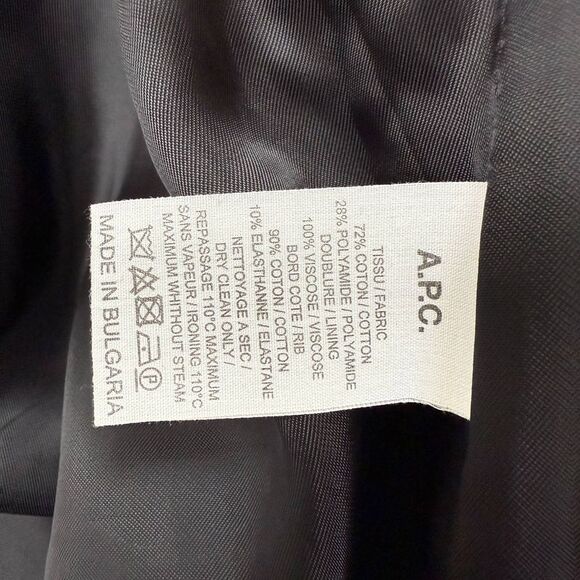 A.P.C.
TISSU / FABRIC
72% COTON / COTTON
28% POLYAMIDE / POLYAMIDE
DOUBLURE / LINING
100% VISCOSE / VISCOSE
BORD COTE / RIB
90% COTON / COTTON
10% ELASTHANNE / ELASTANE
NETTOYAGE A SEC /
DRY CLEAN ONLY /
REPASSAGE 110°C MAXIMUM
SANS VAPEUR / IRONING 110°C
MAXIMUM WHITHOUT STEAM
P
MADE IN BULGARIA